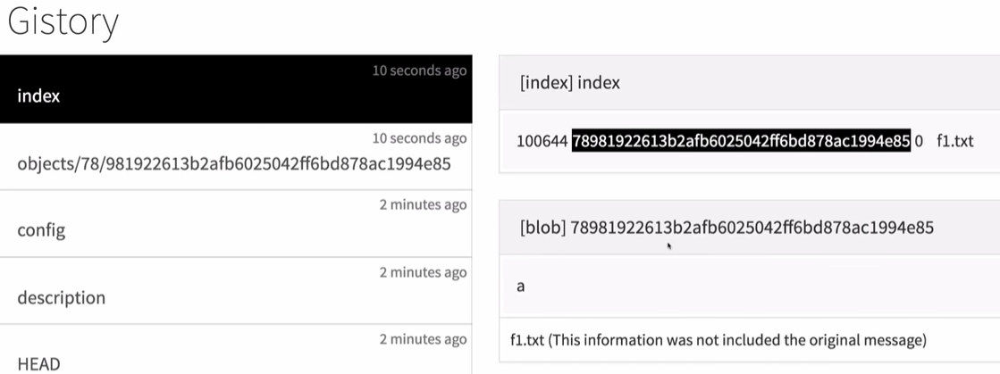 Gistory
10 seconds ago
index
10 seconds ago
objects/78/981922613b2afb6025042ff6bd878ac1994e85
2 minutes ago
config
2 minutes ago
description
2 minutes ago
HEAD
[index] index
100644 78981922613b2afb6025042ff6bd878ac1994e85 0 f1.txt
[blob] 78981922613b2afb6025042ff6bd878ac1994e85
a
f1.txt (This information was not included the original message)